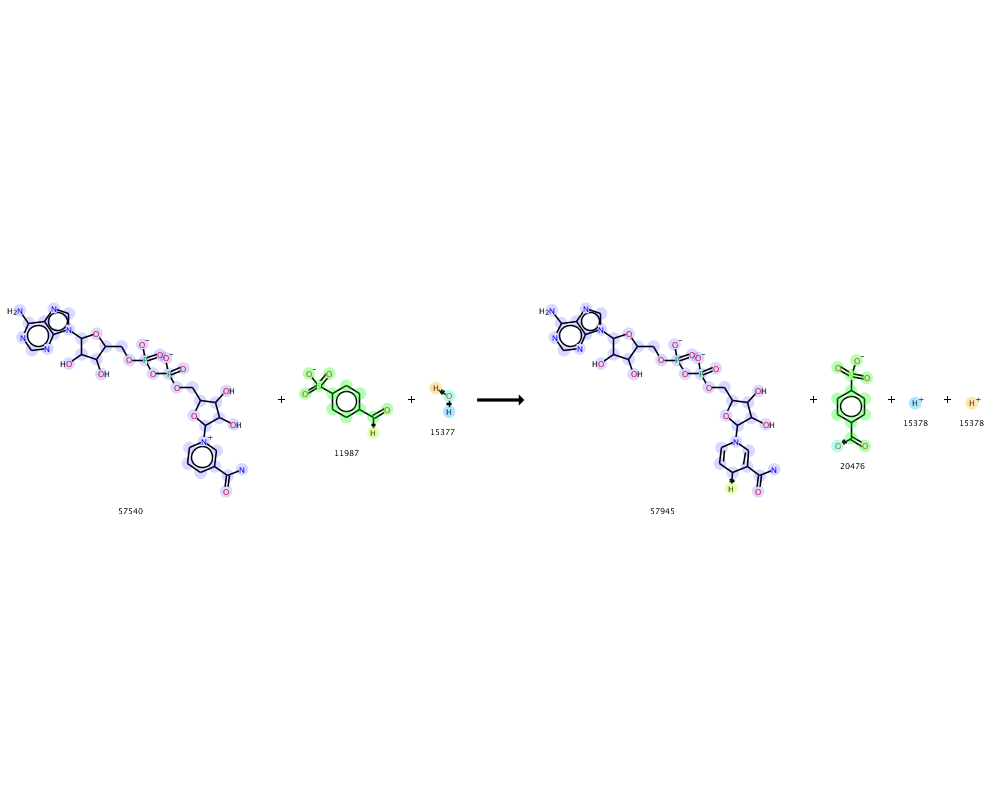 57540 + 11987 + 15377 → 57945 + 20476 + 15378 + 15378
H₂N N N N N O HO OH O O⁻ P O O⁻ P O O O OH OH O N⁺ N O
O⁻ O S O O H
H O H
H₂N N N N N O HO OH O O⁻ P O O⁻ P O O O OH OH O N N O H
O⁻ O S O O⁻ O
H⁺
H⁺